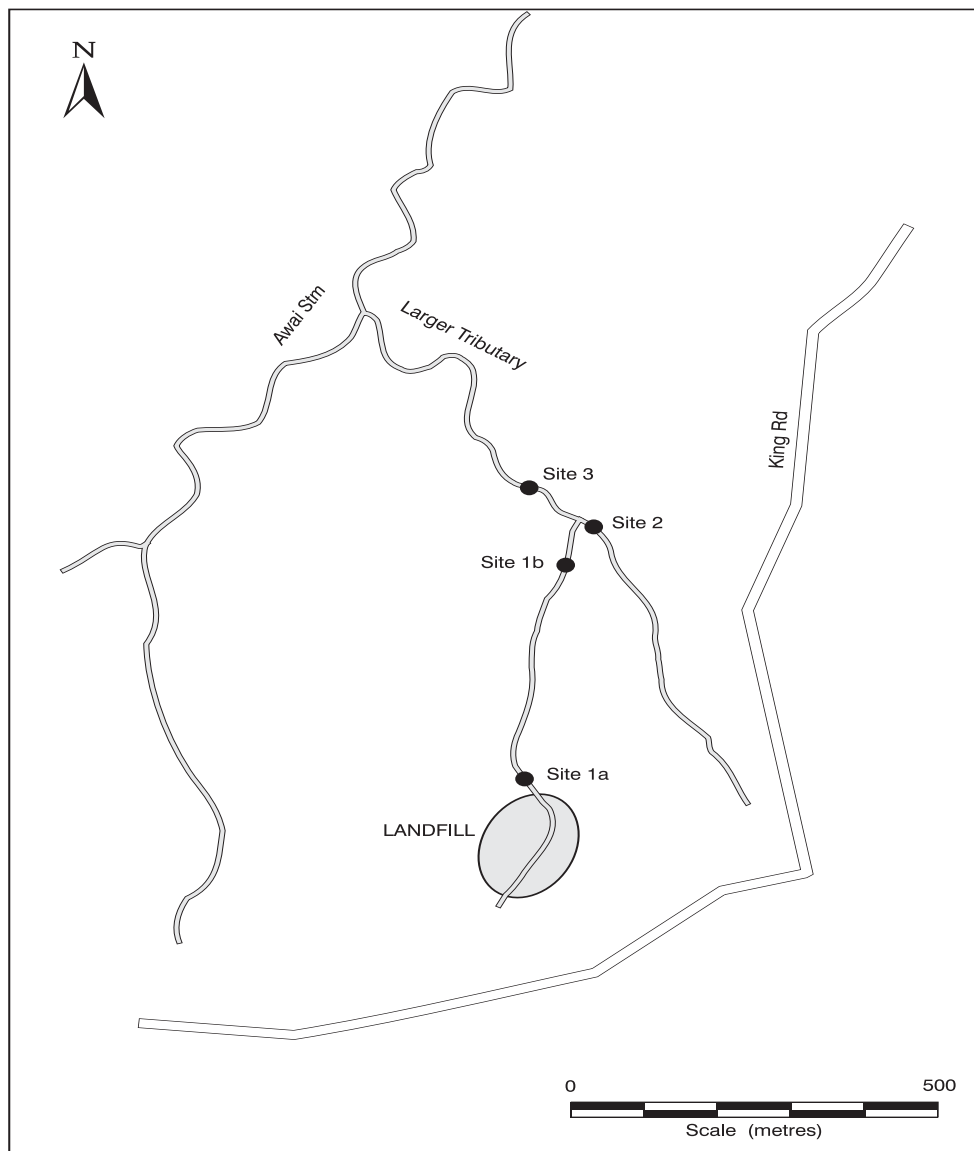 N
Awai Stm
Larger Tributary
King Rd
Site 3
Site 2
Site 1b
Site 1a
LANDFILL
0 500
Scale (metres)